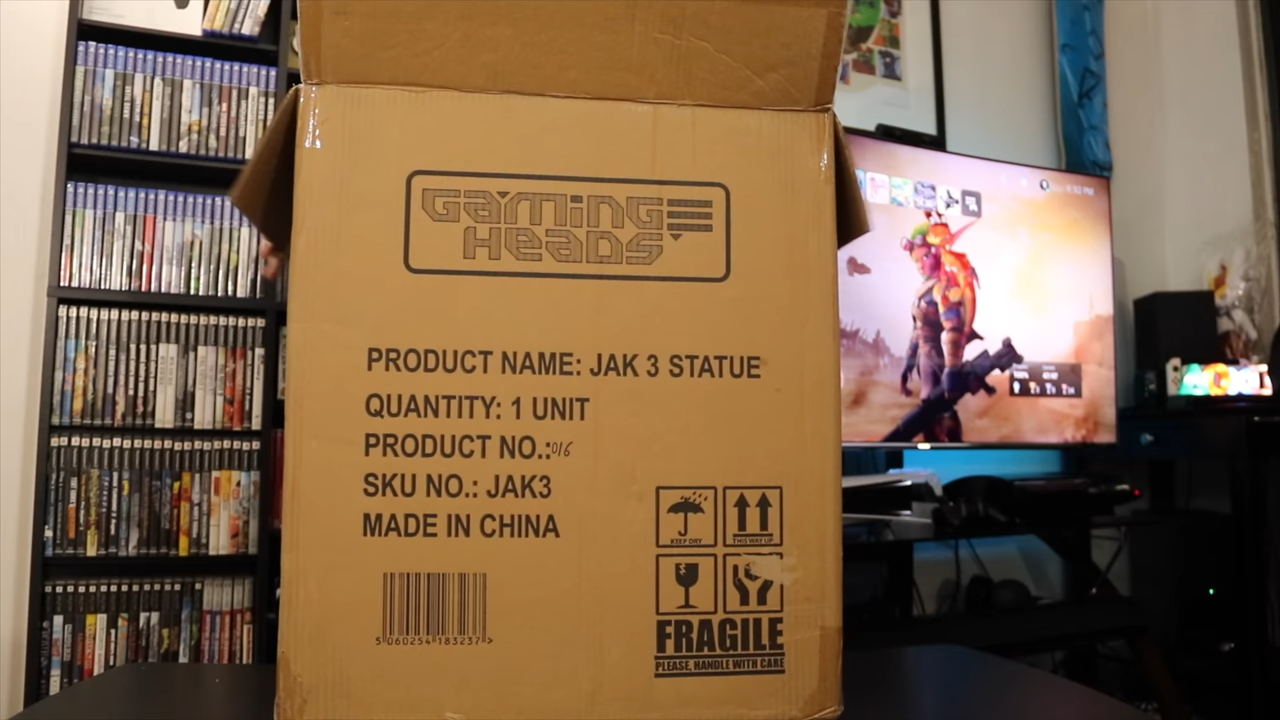 GAMING
HEADS
PRODUCT NAME: JAK 3 STATUE
QUANTITY: 1 UNIT
PRODUCT NO.:016
SKU NO.: JAK3
MADE IN CHINA
5 060254 183237 >
KEEP DRY
THIS WAY UP
FRAGILE
PLEASE, HANDLE WITH CARE